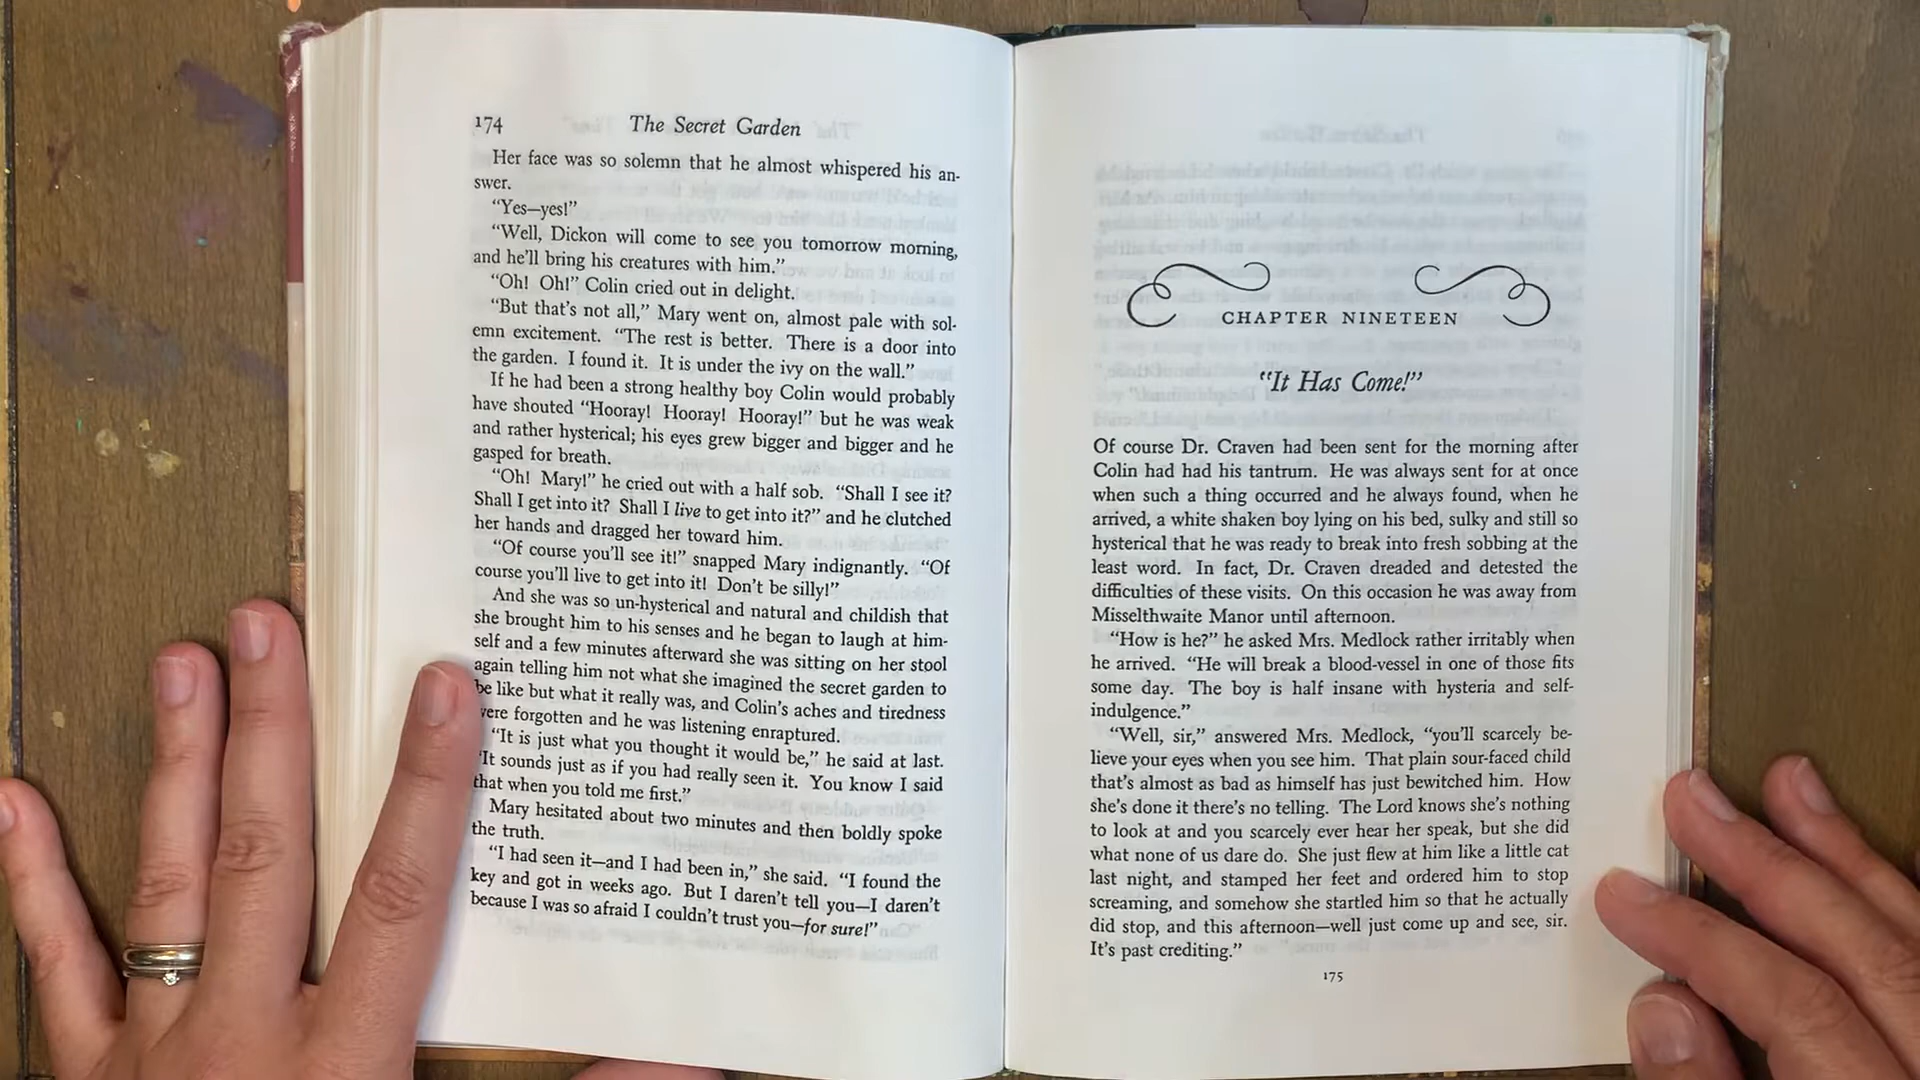 174 The Secret Garden
Her face was so solemn that he almost whispered his an-
swer.
“Yes—yes!”
“Well, Dickon will come to see you tomorrow morning,
and he'll bring his creatures with him.”
“Oh! Oh!” Colin cried out in delight.
“But that's not all,” Mary went on, almost pale with sol-
emn excitement. “The rest is better. There is a door into
the garden. I found it. It is under the ivy on the wall.”
If he had been a strong healthy boy Colin would probably
have shouted “Hooray! Hooray! Hooray!” but he was weak
and rather hysterical; his eyes grew bigger and bigger and he
gasped for breath.
“Oh! Mary!” he cried out with a half sob. “Shall I see it?
Shall I get into it? Shall I live to get into it?” and he clutched
her hands and dragged her toward him.
“Of course you'll see it!” snapped Mary indignantly. “Of
course you'll live to get into it! Don't be silly!”
And she was so un-hysterical and natural and childish that
she brought him to his senses and he began to laugh at him-
self and a few minutes afterward she was sitting on her stool
again telling him not what she imagined the secret garden to
be like but what it really was, and Colin's aches and tiredness
were forgotten and he was listening enraptured.
“It is just what you thought it would be,” he said at last.
“It sounds just as if you had really seen it. You know I said
that when you told me first.”
Mary hesitated about two minutes and then boldly spoke
the truth.
“I had seen it—and I had been in,” she said. “I found the
key and got in weeks ago. But I daren't tell you—I daren't
because I was so afraid I couldn't trust you—for sure!”
CHAPTER NINETEEN
“It Has Come!”
Of course Dr. Craven had been sent for the morning after
Colin had had his tantrum. He was always sent for at once
when such a thing occurred and he always found, when he
arrived, a white shaken boy lying on his bed, sulky and still so
hysterical that he was ready to break into fresh sobbing at the
least word. In fact, Dr. Craven dreaded and detested the
difficulties of these visits. On this occasion he was away from
Misselthwaite Manor until afternoon.
“How is he?” he asked Mrs. Medlock rather irritably when
he arrived. “He will break a blood-vessel in one of those fits
some day. The boy is half insane with hysteria and self-
indulgence.”
“Well, sir,” answered Mrs. Medlock, “you'll scarcely be-
lieve your eyes when you see him. That plain sour-faced child
that's almost as bad as himself has just bewitched him. How
she's done it there's no telling. The Lord knows she's nothing
to look at and you scarcely ever hear her speak, but she did
what none of us dare do. She just flew at him like a little cat
last night, and stamped her feet and ordered him to stop
screaming, and somehow she startled him so that he actually
did stop, and this afternoon—well just come up and see, sir.
It's past crediting.”
175